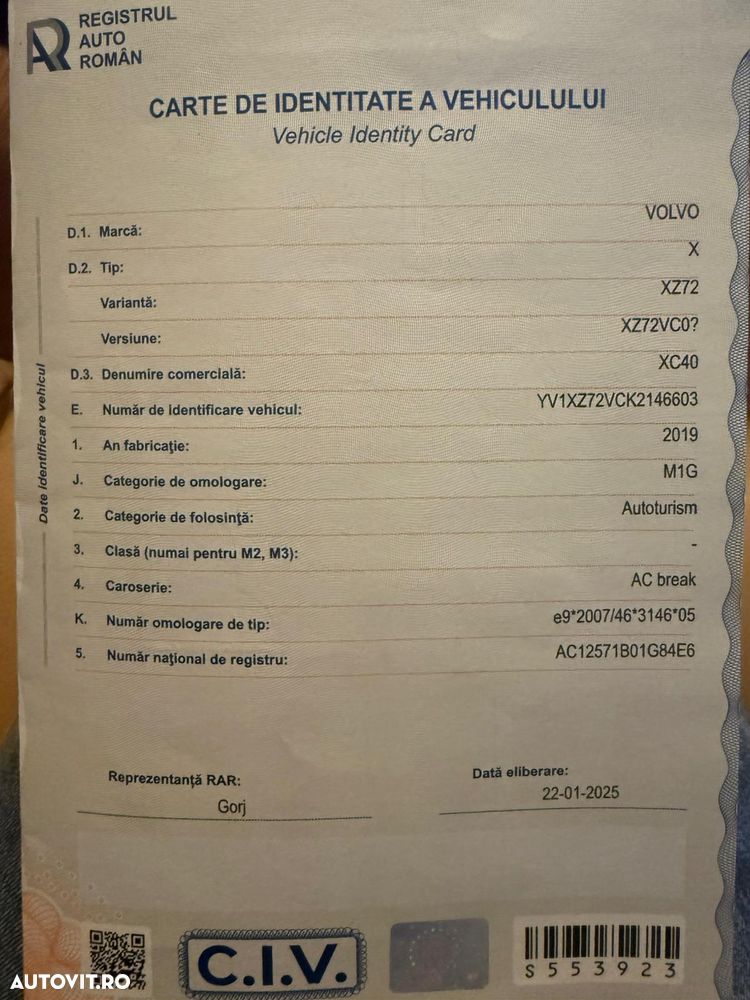 REGISTRUL
AUTO
ROMÂN
CARTE DE IDENTITATE A VEHICULULUI
Vehicle Identity Card
Date identificare vehicul
D.1. Marcă: VOLVO
D.2. Tip: X
Variantă: XZ72
Versiune: XZ72VC0?
D.3. Denumire comercială: XC40
E. Număr de identificare vehicul: YV1XZ72VCK2146603
1. An fabricaţie: 2019
J. Categorie de omologare: M1G
2. Categorie de folosinţă: Autoturism
3. Clasă (numai pentru M2, M3): -
4. Caroserie: AC break
K. Număr omologare de tip: e9*2007/46*3146*05
5. Număr naţional de registru: AC12571B01G84E6
Reprezentanţă RAR: Dată eliberare:
Gorj 22-01-2025
C.I.V.
S553923
AUTOVIT.RO